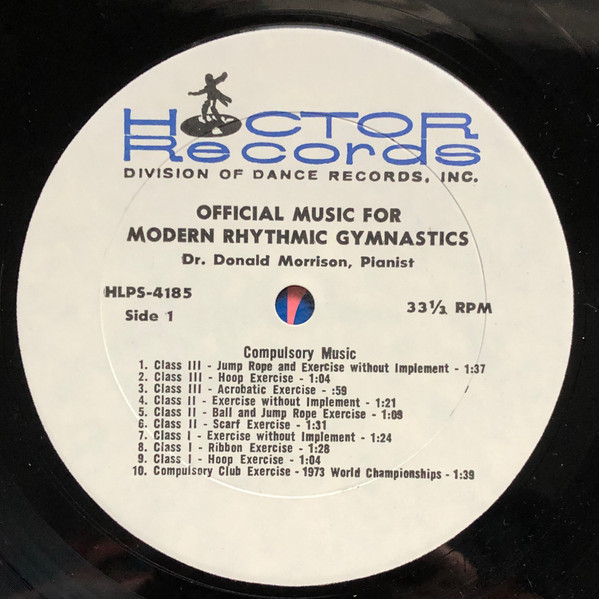 HOCTOR
Records
DIVISION OF DANCE RECORDS, INC.
OFFICIAL MUSIC FOR
MODERN RHYTHMIC GYMNASTICS
Dr. Donald Morrison, Pianist
HLPS-4185
33⅓ RPM
Side 1
Compulsory Music
1. Class III - Jump Rope and Exercise without Implement - 1:37
2. Class III - Hoop Exercise - 1:04
3. Class III - Acrobatic Exercise - :59
4. Class II - Exercise without Implement - 1:21
5. Class II - Ball and Jump Rope Exercise - 1:09
6. Class II - Scarf Exercise - 1:31
7. Class I - Exercise without Implement - 1:24
8. Class I - Ribbon Exercise - 1:28
9. Class I - Hoop Exercise - 1:04
10. Compulsory Club Exercise - 1973 World Championships - 1:39